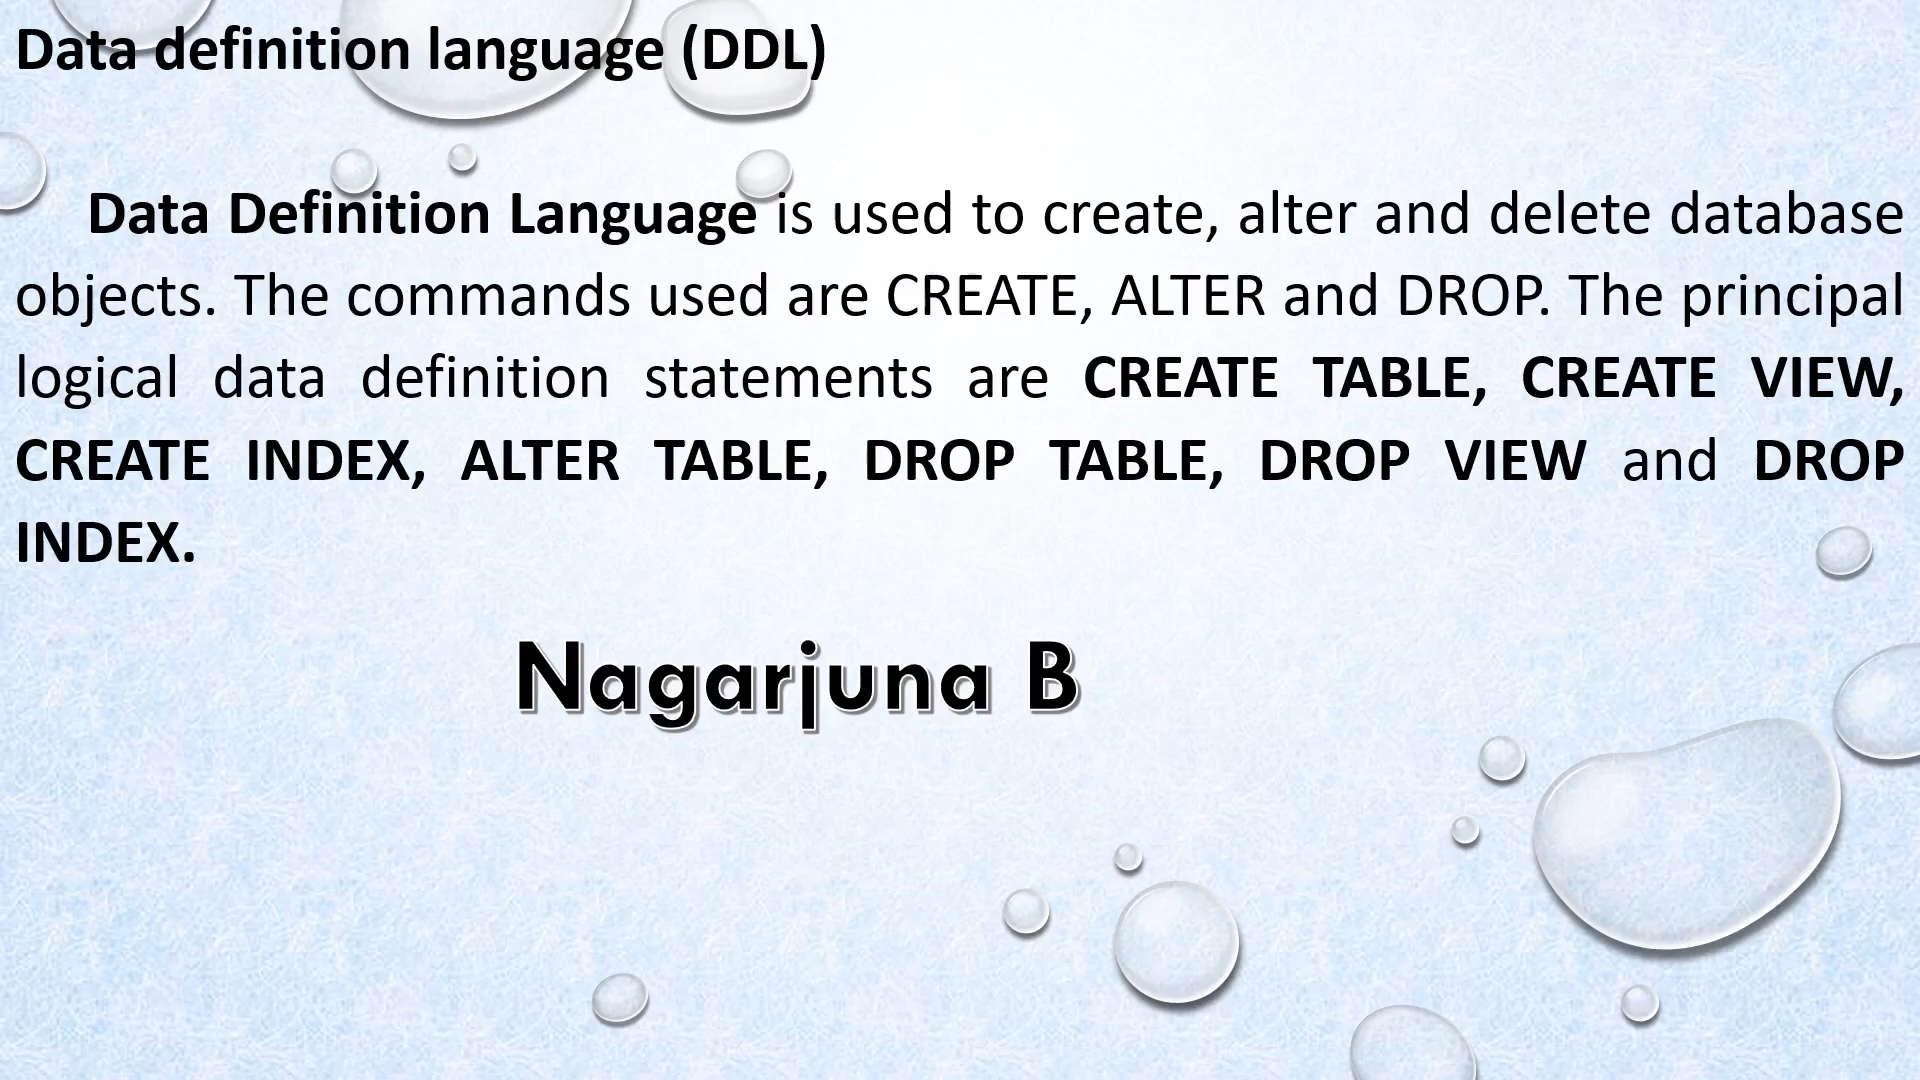 Data definition language (DDL)
Data Definition Language is used to create, alter and delete database
objects. The commands used are CREATE, ALTER and DROP. The principal
logical data definition statements are CREATE TABLE, CREATE VIEW,
CREATE INDEX, ALTER TABLE, DROP TABLE, DROP VIEW and DROP
INDEX.
Nagarjuna B